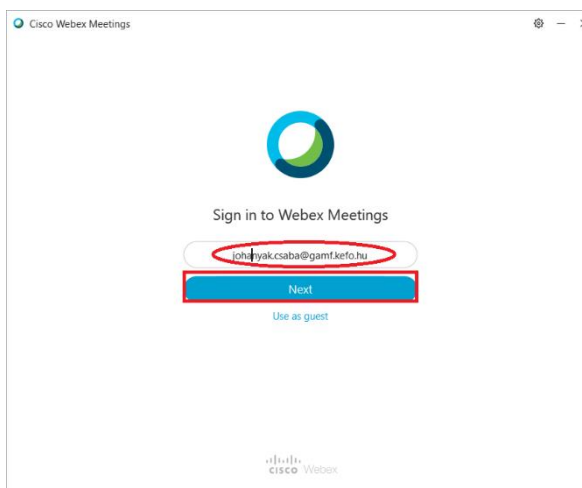 Cisco Webex Meetings
Sign in to Webex Meetings
johanyak.csaba@gamf.kefo.hu
Next
Use as guest
CISCO Webex